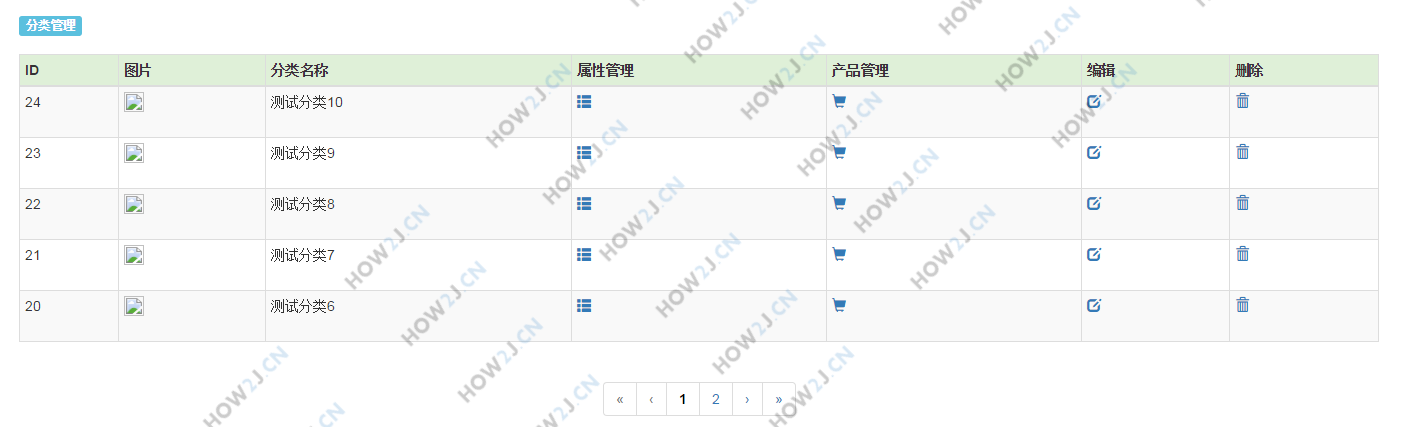 分类管理
ID 图片 分类名称 属性管理 产品管理 编辑 删除
24 测试分类10
23 测试分类9
22 测试分类8
21 测试分类7
20 测试分类6
« ‹ 1 2 › »
HOW2J.CN